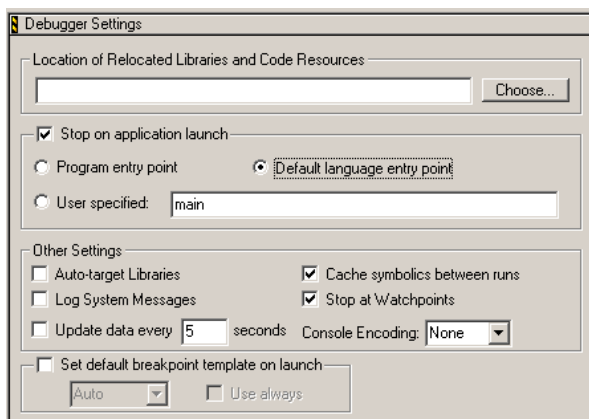 Debugger Settings
Location of Relocated Libraries and Code Resources
Choose...
Stop on application launch
Program entry point Default language entry point
User specified: main
Other Settings
Auto-target Libraries Cache symbolics between runs
Log System Messages Stop at Watchpoints
Update data every 5 seconds Console Encoding: None
Set default breakpoint template on launch
Auto Use always